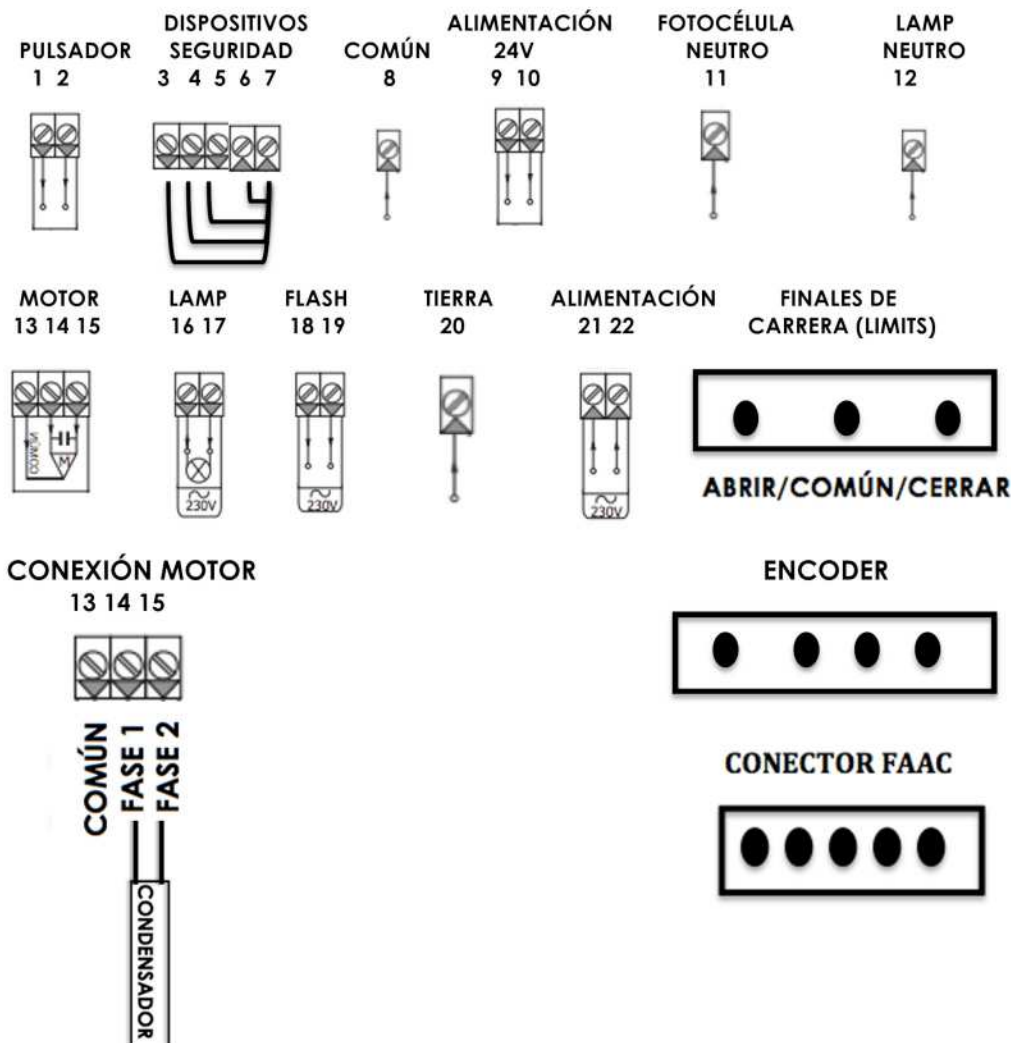 PULSADOR
1 2
DISPOSITIVOS
SEGURIDAD
3 4 5 6 7
COMÚN
8
ALIMENTACIÓN
24V
9 10
FOTOCÉLULA
NEUTRO
11
LAMP
NEUTRO
12
MOTOR
13 14 15
COMÚN
M
LAMP
16 17
230V
FLASH
18 19
230V
TIERRA
20
ALIMENTACIÓN
21 22
230V
FINALES DE
CARRERA (LIMITS)
ABRIR/COMÚN/CERRAR
CONEXIÓN MOTOR
13 14 15
COMÚN
FASE 1
FASE 2
CONDENSADOR
ENCODER
CONECTOR FAAC